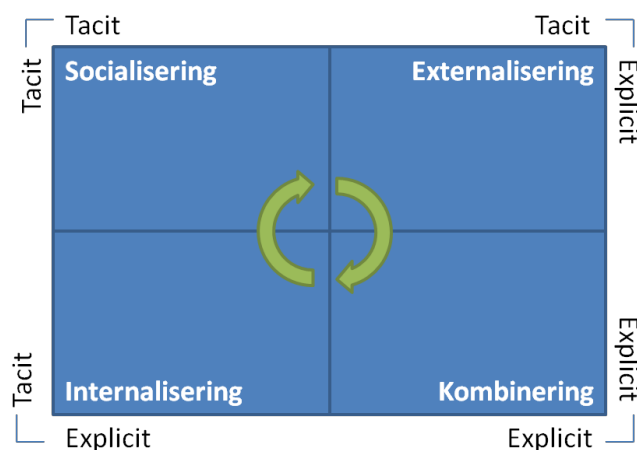 Tacit
Tacit
Tacit
Socialisering
Externalisering
Explicit
Internalisering
Kombinering
Tacit
Explicit
Explicit
Explicit